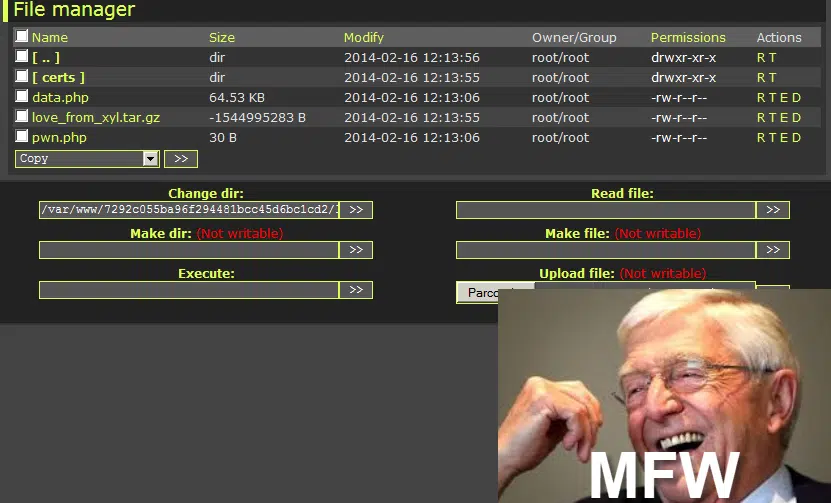 File manager
Name Size Modify Owner/Group Permissions Actions
[ .. ] dir 2014-02-16 12:13:56 root/root drwxr-xr-x R T
[ certs ] dir 2014-02-16 12:13:55 root/root drwxr-xr-x R T
data.php 64.53 KB 2014-02-16 12:13:06 root/root -rw-r--r-- R T E D
love_from_xyl.tar.gz -1544995283 B 2014-02-16 12:13:55 root/root -rw-r--r-- R T E D
pwn.php 30 B 2014-02-16 12:13:06 root/root -rw-r--r-- R T E D
Copy >>
Change dir: Read file:
/var/www/7292c055ba96f294481bcc45d6bc1cd2/ >> >>
Make dir: (Not writable) Make file: (Not writable)
>> >>
Execute: Upload file: (Not writable)
>>
MFW